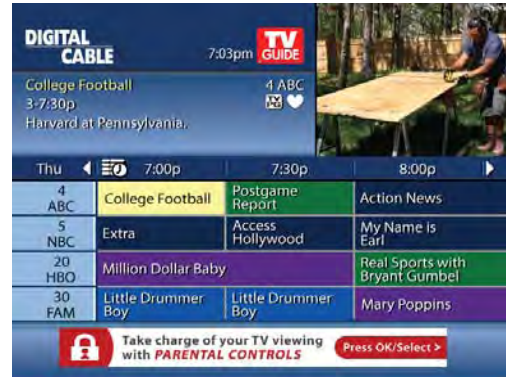 DIGITAL
CABLE
7:03pm
TV
GUIDE
College Football
4 ABC
3-7:30p
Harvard at Pennsylvania.
Thu
7:00p
7:30p
8:00p
4
ABC
College Football
Postgame
Report
Action News
5
NBC
Extra
Access
Hollywood
My Name is
Earl
20
HBO
Million Dollar Baby
Real Sports with
Bryant Gumbel
30
FAM
Little Drummer
Boy
Little Drummer
Boy
Mary Poppins
Take charge of your TV viewing
with PARENTAL CONTROLS
Press OK/Select >